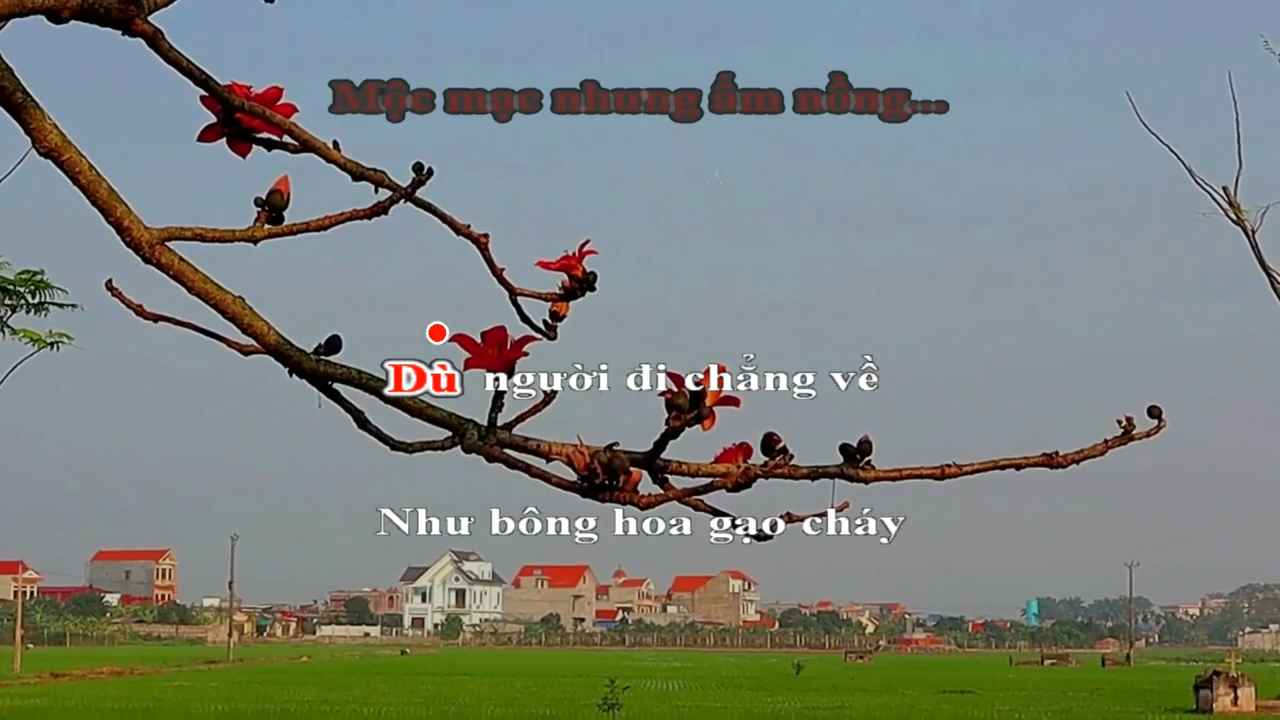 Mộc mạc nhung ấm nồng...
Dù người đi chẳng về
Như bông hoa gạo cháy